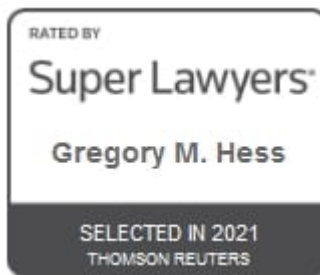 RATED BY
Super Lawyers®
Gregory M. Hess
SELECTED IN 2021
THOMSON REUTERS